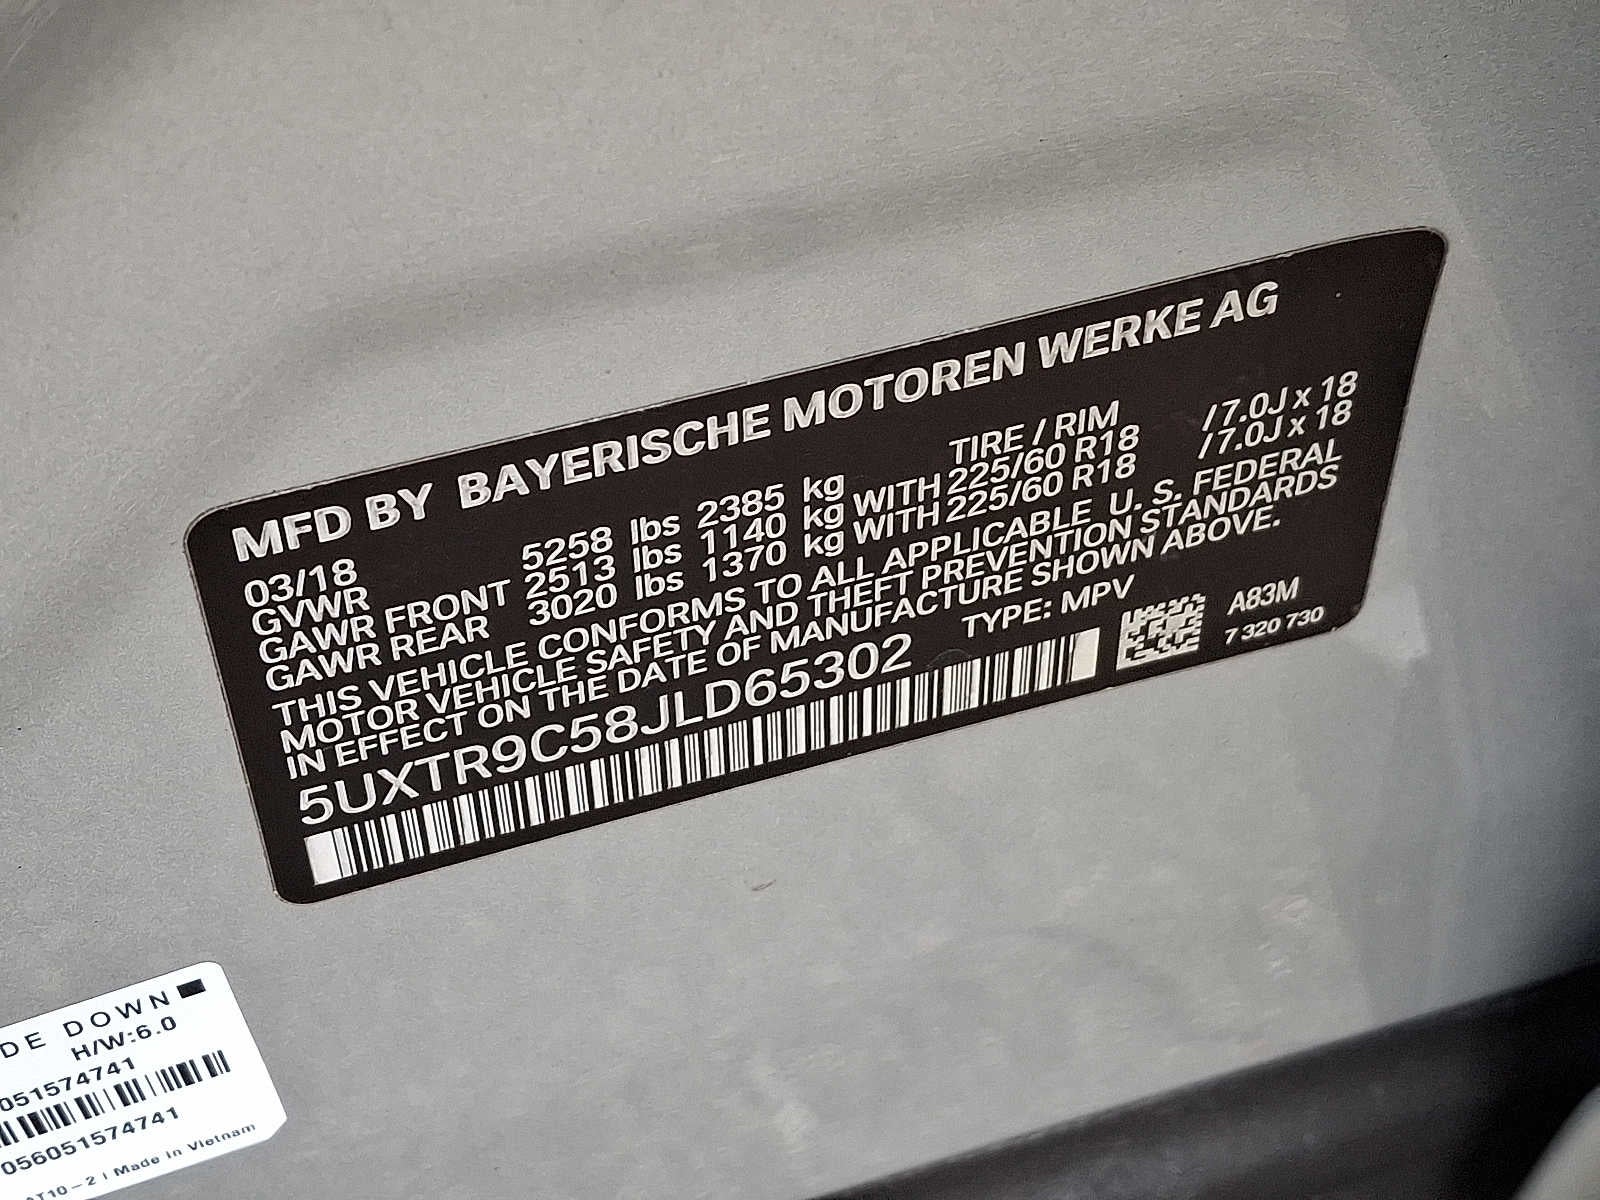 MFD BY BAYERISCHE MOTOREN WERKE AG
03/18 TIRE / RIM
GVWR 5258 lbs 2385 kg
GAWR FRONT 2513 lbs 1140 kg WITH 225/60 R18 / 7.0J x 18
GAWR REAR 3020 lbs 1370 kg WITH 225/60 R18 / 7.0J x 18
THIS VEHICLE CONFORMS TO ALL APPLICABLE U. S. FEDERAL
MOTOR VEHICLE SAFETY AND THEFT PREVENTION STANDARDS
IN EFFECT ON THE DATE OF MANUFACTURE SHOWN ABOVE.
5UXTR9C58JLD65302 TYPE: MPV
A83M
7 320 730
DE DOWN
H/W:6.0
051574741
056051574741
AT10-2 | Made in Vietnam